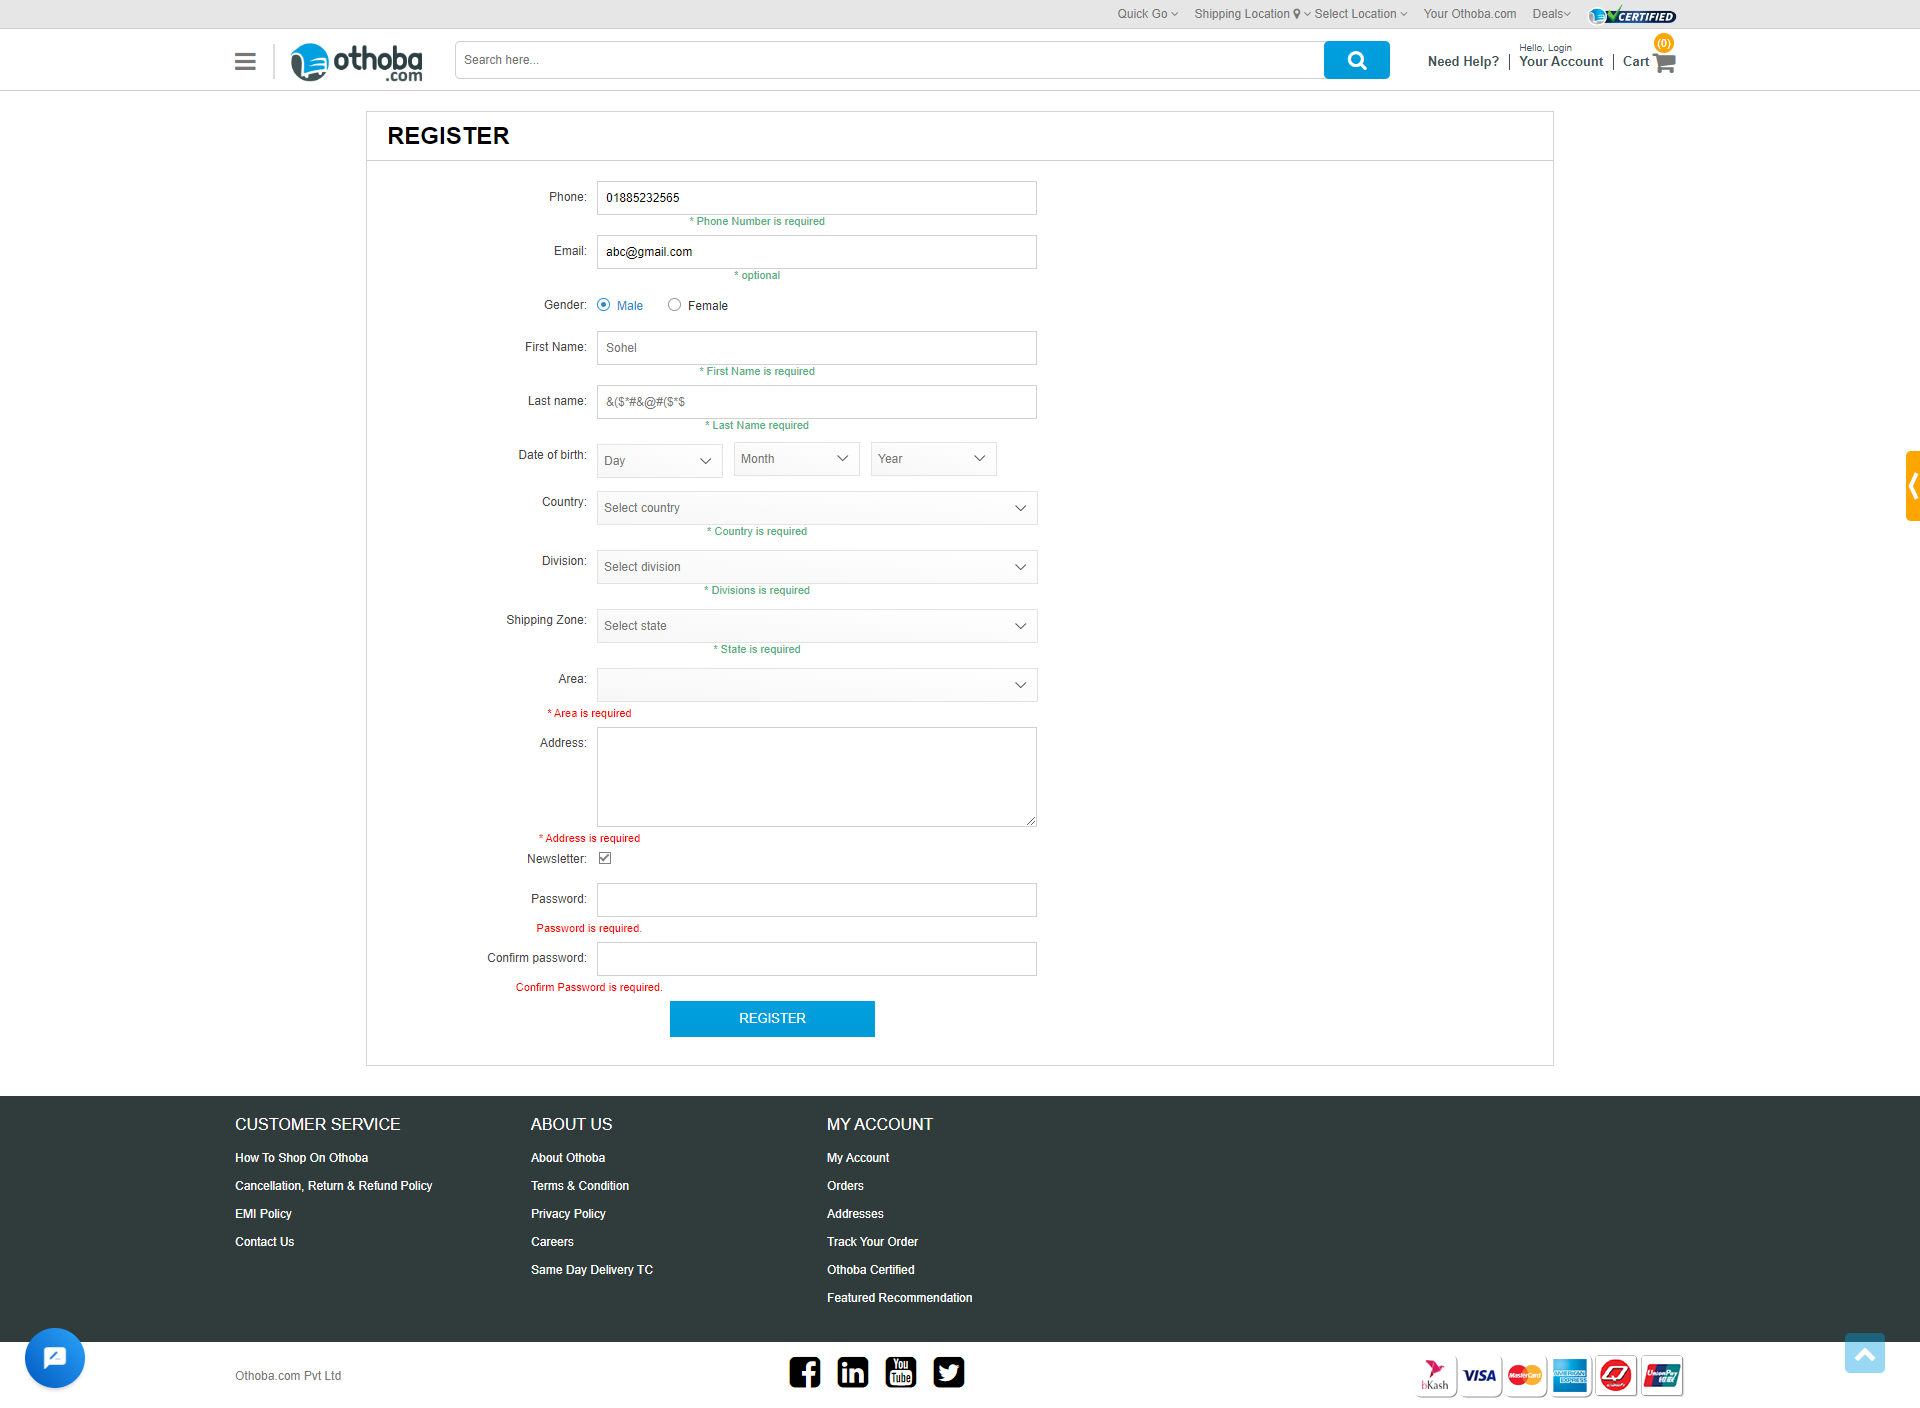 Quick Go Shipping Location Select Location Your Othoba.com Deals CERTIFIED
othoba.com
Search here...
Need Help? Hello, Login Your Account Cart (0)
REGISTER
Phone: 01885232565
* Phone Number is required
Email: abc@gmail.com
* optional
Gender: Male Female
First Name: Sohel
* First Name is required
Last name: &($*#&@#($*$
* Last Name required
Date of birth: Day Month Year
Country: Select country
* Country is required
Division: Select division
* Divisions is required
Shipping Zone: Select state
* State is required
Area:
* Area is required
Address:
* Address is required
Newsletter:
Password:
Password is required.
Confirm password:
Confirm Password is required.
REGISTER
CUSTOMER SERVICE
How To Shop On Othoba
Cancellation, Return & Refund Policy
EMI Policy
Contact Us
ABOUT US
About Othoba
Terms & Condition
Privacy Policy
Careers
Same Day Delivery TC
MY ACCOUNT
My Account
Orders
Addresses
Track Your Order
Othoba Certified
Featured Recommendation
Othoba.com Pvt Ltd
You Tube
bKash VISA MasterCard AMERICAN EXPRESS UnionPay